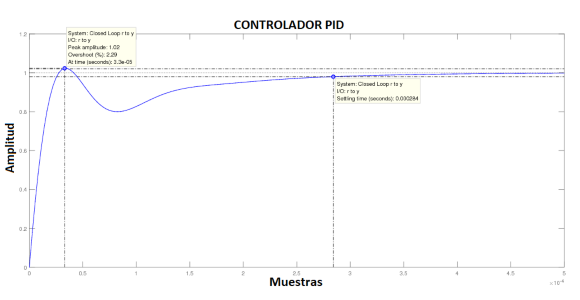 CONTROLADOR PID
System: Closed Loop r to y
I/O: r to y
Peak amplitude: 1.02
Overshoot (%): 2.29
At time (seconds): 3.3e-05
System: Closed Loop r to y
I/O: r to y
Settling time (seconds): 0.000284
Amplitud
1.2
1
0.8
0.6
0.4
0.2
0
0 0.5 1 1.5 2 2.5 3 3.5 4 4.5 5
Muestras